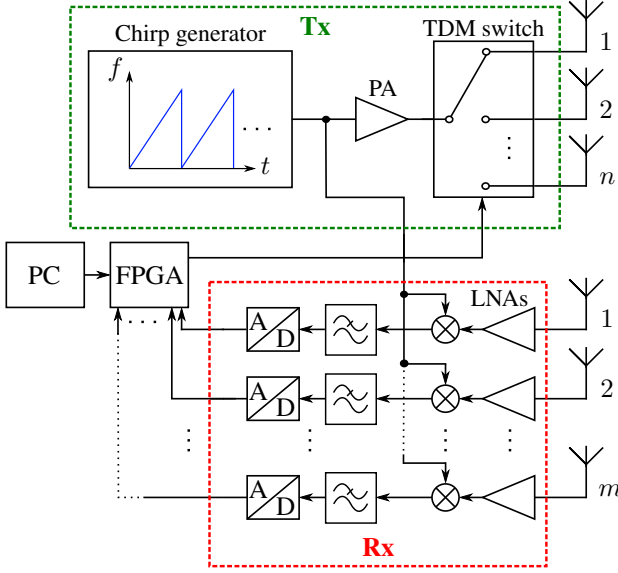 Tx
Chirp generator
TDM switch
f
t
...
PA
1
2
⋮
n
PC
FPGA
...
LNAs
A
D
1
A
D
2
⋮
⋮
⋮
⋮
A
D
m
Rx